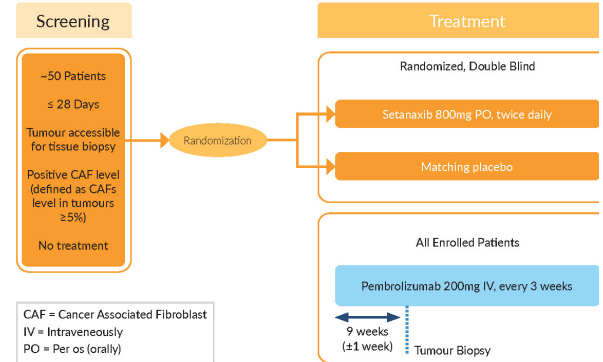 Screening
~50 Patients
≤ 28 Days
Tumour accessible
for tissue biopsy
Positive CAF level
(defined as CAFs
level in tumours
≥5%)
No treatment
Randomization
Treatment
Randomized, Double Blind
Setanaxib 800mg PO, twice daily
Matching placebo
All Enrolled Patients
Pembrolizumab 200mg IV, every 3 weeks
9 weeks
(±1 week)
Tumour Biopsy
CAF = Cancer Associated Fibroblast
IV = Intraveneously
PO = Per os (orally)